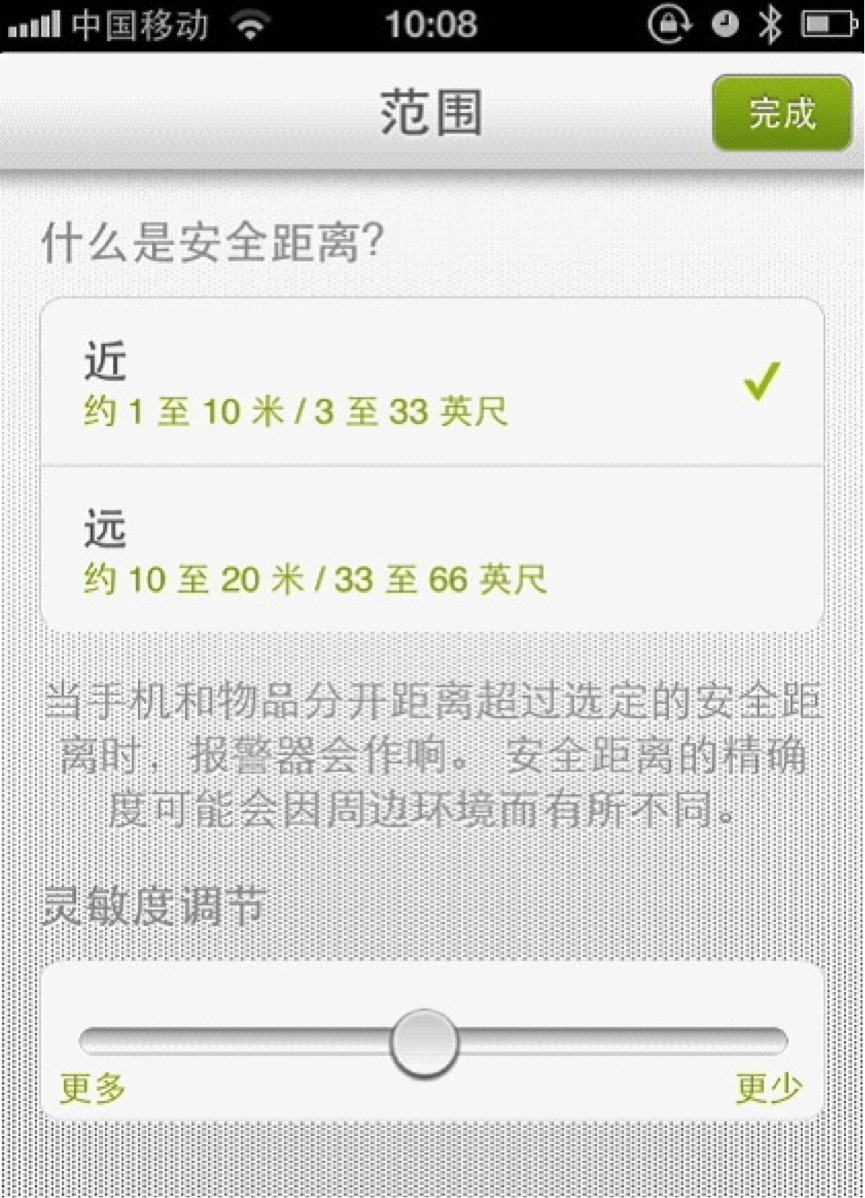 中国移动 10:08
范围 完成
什么是安全距离?
近
约 1 至 10 米 / 3 至 33 英尺
远
约 10 至 20 米 / 33 至 66 英尺
当手机和物品分开距离超过选定的安全距
离时，报警器会作响。 安全距离的精确
度可能会因周边环境而有所不同。
灵敏度调节
更多 更少